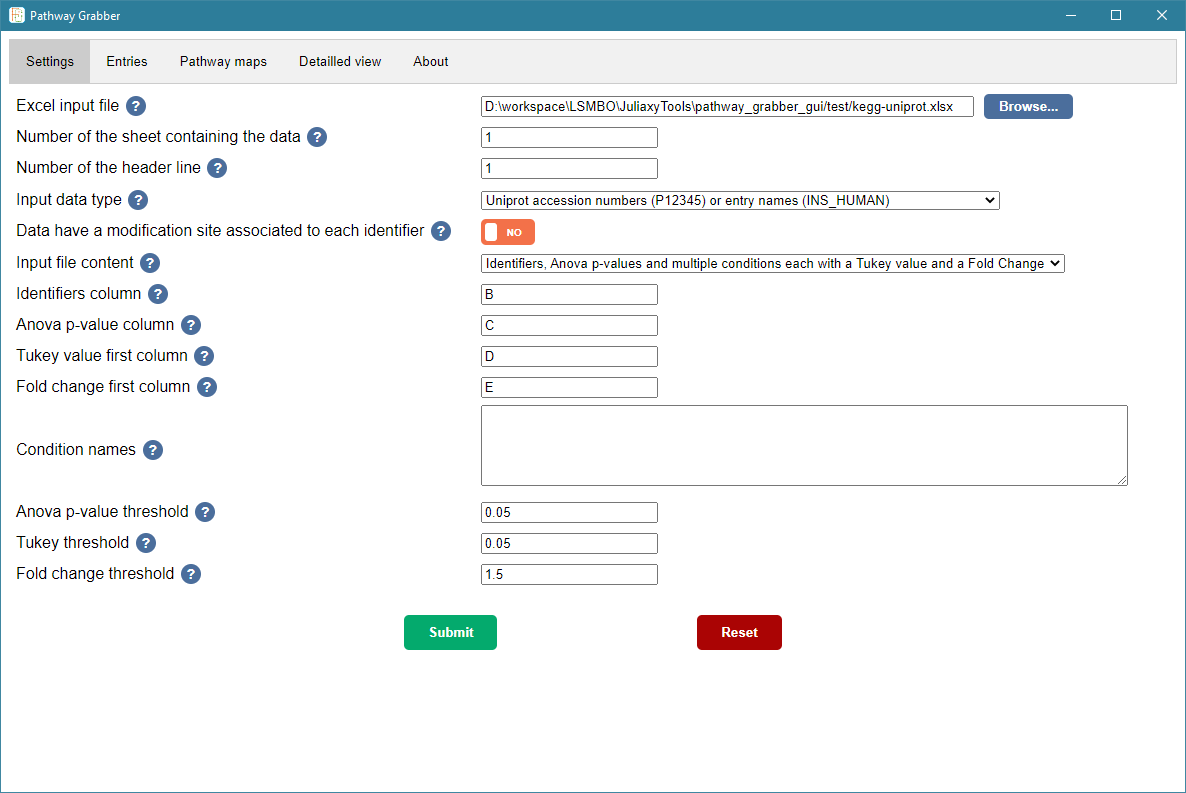 Pathway Grabber
Settings Entries Pathway maps Detailled view About
Excel input file ? D:\workspace\LSMBO\JuliaxyTools\pathway_grabber_gui/test/kegg-uniprot.xlsx Browse...
Number of the sheet containing the data ? 1
Number of the header line ? 1
Input data type ? Uniprot accession numbers (P12345) or entry names (INS_HUMAN)
Data have a modification site associated to each identifier ? NO
Input file content ? Identifiers, Anova p-values and multiple conditions each with a Tukey value and a Fold Change
Identifiers column ? B
Anova p-value column ? C
Tukey value first column ? D
Fold change first column ? E
Condition names ?
Anova p-value threshold ? 0.05
Tukey threshold ? 0.05
Fold change threshold ? 1.5
Submit Reset